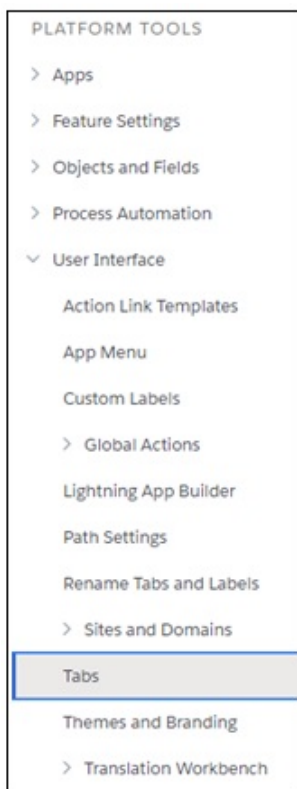 PLATFORM TOOLS
Apps
Feature Settings
Objects and Fields
Process Automation
User Interface
Action Link Templates
App Menu
Custom Labels
Global Actions
Lightning App Builder
Path Settings
Rename Tabs and Labels
Sites and Domains
Tabs
Themes and Branding
Translation Workbench